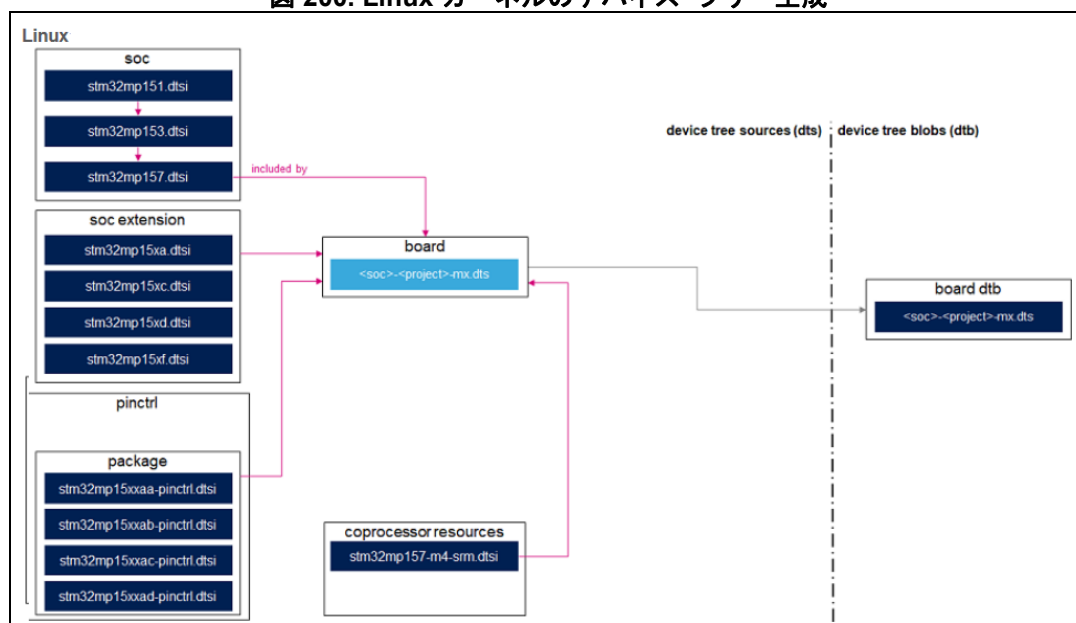 Linux
soc
stm32mp151.dtsi
stm32mp153.dtsi
stm32mp157.dtsi
included by
soc extension
stm32mp15xa.dtsi
stm32mp15xc.dtsi
stm32mp15xd.dtsi
stm32mp15xf.dtsi
pinctrl
package
stm32mp15xxaa-pinctrl.dtsi
stm32mp15xxab-pinctrl.dtsi
stm32mp15xxac-pinctrl.dtsi
stm32mp15xxad-pinctrl.dtsi
board
<soc>-<project>-mx.dts
coprocessor resources
stm32mp157-m4-srm.dtsi
device tree sources (dts)
device tree blobs (dtb)
board dtb
<soc>-<project>-mx.dts